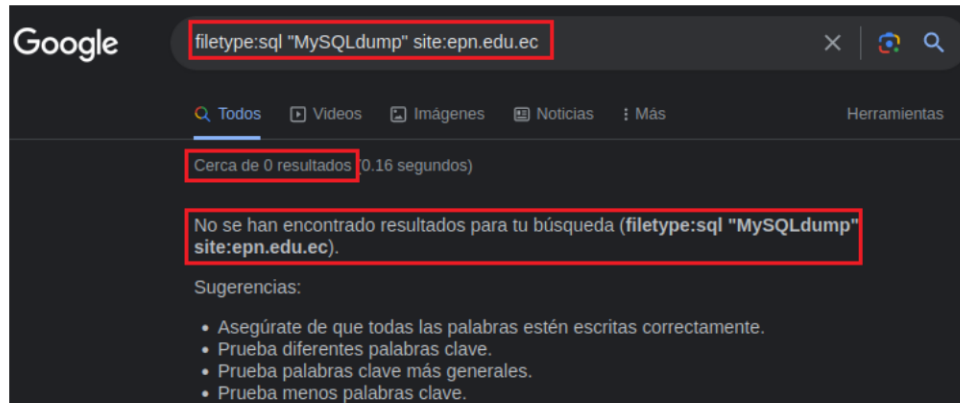 Google
filetype:sql "MySQLdump" site:epn.edu.ec
Todos Videos Imágenes Noticias Más Herramientas
Cerca de 0 resultados (0.16 segundos)
No se han encontrado resultados para tu búsqueda (filetype:sql "MySQLdump"
site:epn.edu.ec).
Sugerencias:
• Asegúrate de que todas las palabras estén escritas correctamente.
• Prueba diferentes palabras clave.
• Prueba palabras clave más generales.
• Prueba menos palabras clave.